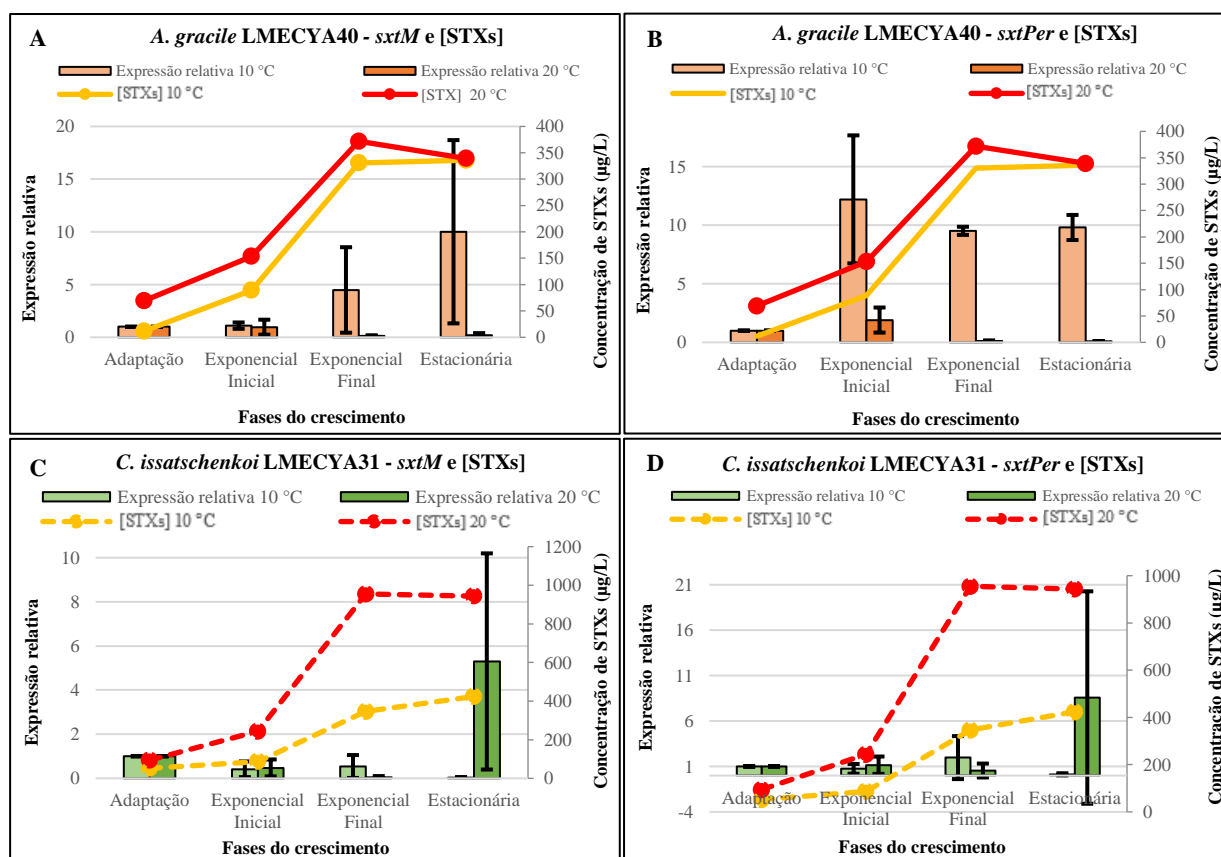 A
A. gracile LMECYA40 - sxtM e [STXs]
Expressão relativa 10 °C
Expressão relativa 20 °C
[STXs] 10 °C
[STX] 20 °C
Expressão relativa
20
15
10
5
0
400
350
300
250
200
150
100
50
0
Concentração de STXs (µg/L)
Adaptação
Exponencial
Inicial
Exponencial
Final
Estacionária
Fases do crescimento
B
A. gracile LMECYA40 - sxtPer e [STXs]
Expressão relativa 10 °C
Expressão relativa 20 °C
[STXs] 10 °C
[STXs] 20 °C
Expressão relativa
15
10
5
0
400
350
300
250
200
150
100
50
0
Concentração de STXs (µg/L)
Adaptação
Exponencial
Inicial
Exponencial
Final
Estacionária
Fases do crescimento
C
C. issatschenkoi LMECYA31 - sxtM e [STXs]
Expressão relativa 10 °C
Expressão relativa 20 °C
[STXs] 10 °C
[STXs] 20 °C
Expressão relativa
10
8
6
4
2
0
1200
1000
800
600
400
200
0
Concentração de STXs (µg/L)
Adaptação
Exponencial
Inicial
Exponencial
Final
Estacionária
Fases do crescimento
D
C. issatschenkoi LMECYA31 - sxtPer e [STXs]
Expressão relativa 10 °C
Expressão relativa 20 °C
[STXs] 10 °C
[STXs] 20 °C
Expressão relativa
21
16
11
6
1
-4
1000
800
600
400
200
0
Concentração de STXs (µg/L)
Adaptação
Exponencial
Inicial
Exponencial
Final
Estacionária
Fases do crescimento